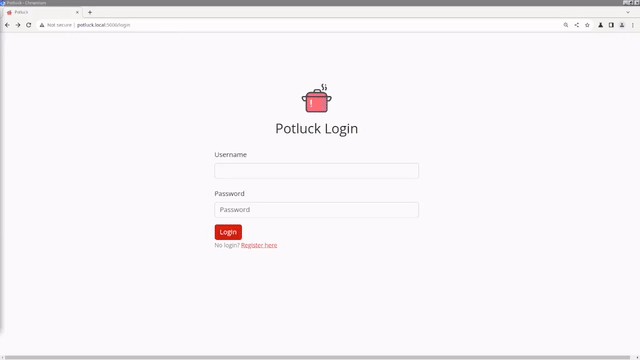 Potluck - Chromium
Potluck
Not secure
potluck.local:5000/login
Potluck Login
Username
Password
Password
Login
No login? Register here